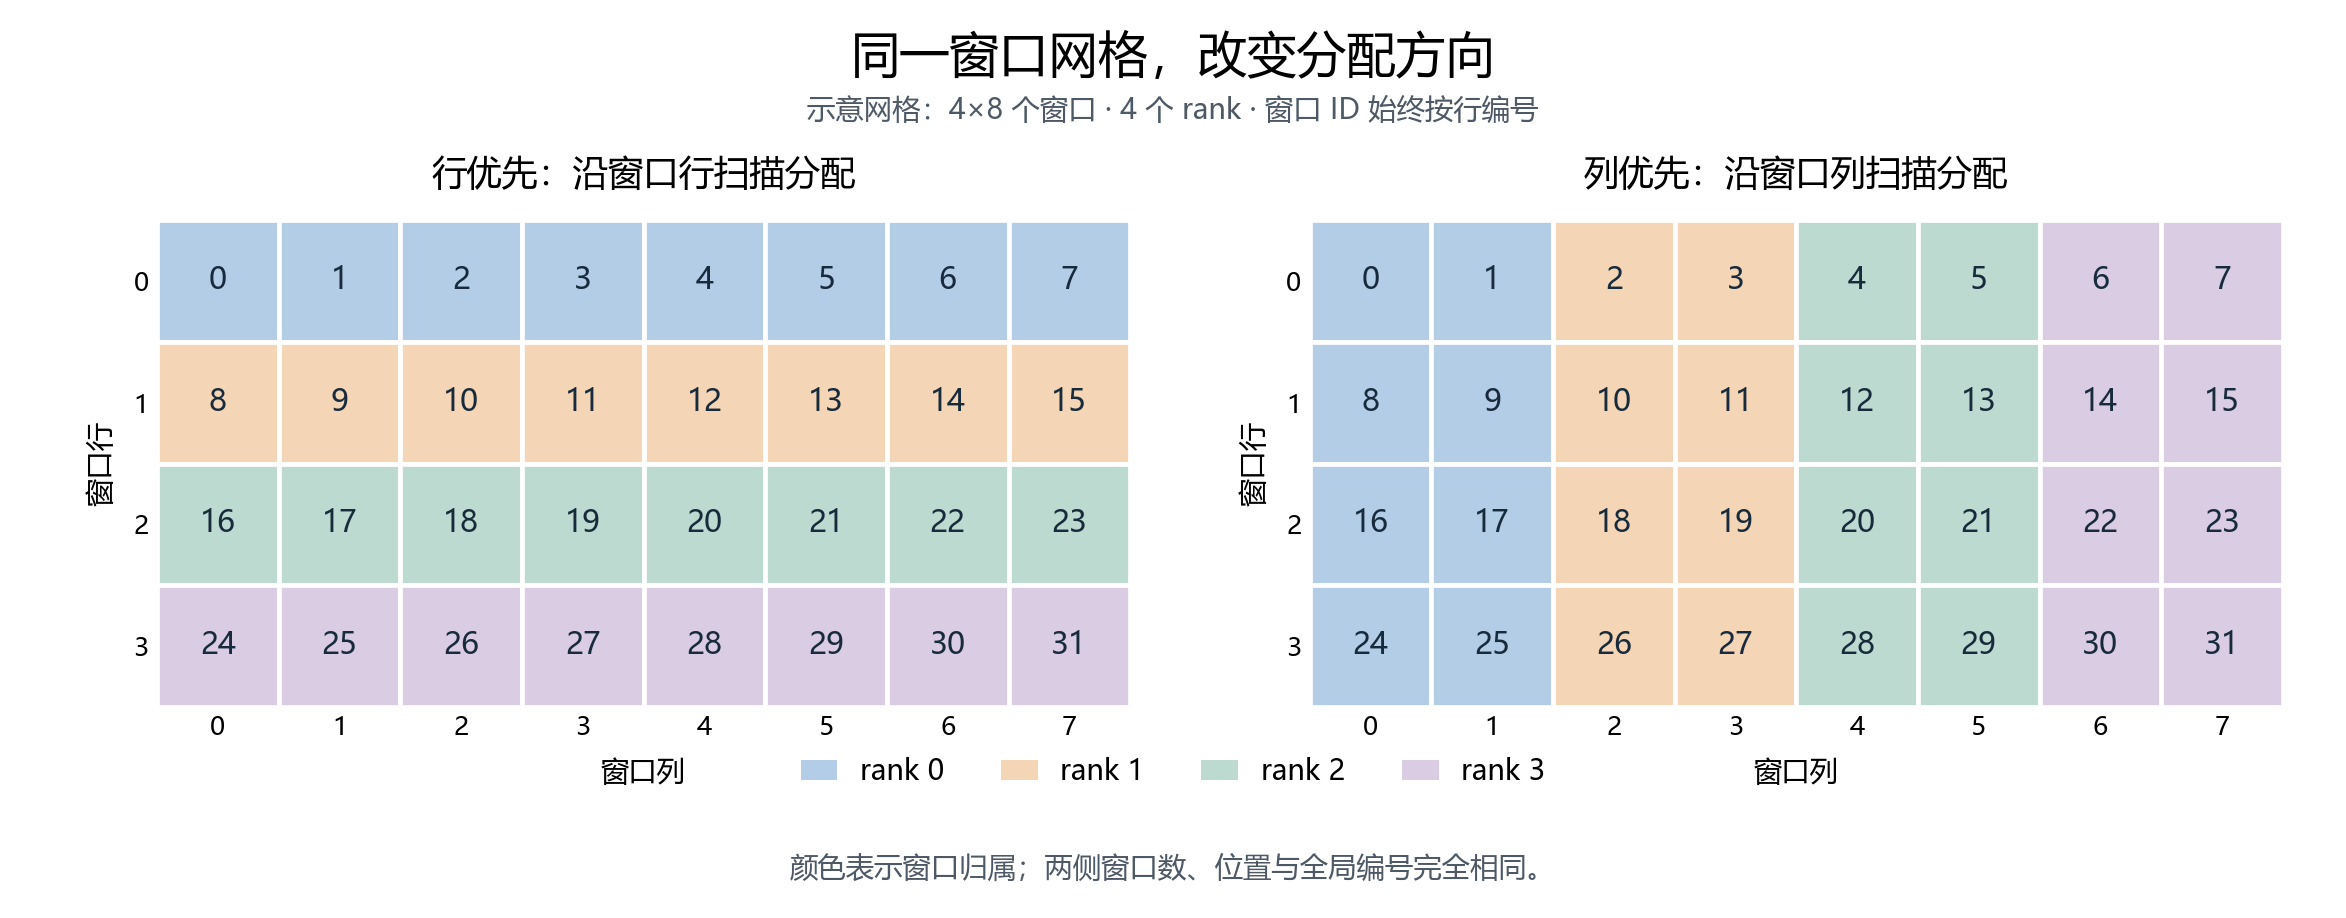 同一窗口网格，改变分配方向
示意网格：4×8 个窗口 · 4 个 rank · 窗口 ID 始终按行编号
行优先：沿窗口行扫描分配
窗口行
0 0 1 2 3 4 5 6 7
1 8 9 10 11 12 13 14 15
2 16 17 18 19 20 21 22 23
3 24 25 26 27 28 29 30 31
0 1 2 3 4 5 6 7
窗口列
列优先：沿窗口列扫描分配
窗口行
0 0 1 2 3 4 5 6 7
1 8 9 10 11 12 13 14 15
2 16 17 18 19 20 21 22 23
3 24 25 26 27 28 29 30 31
0 1 2 3 4 5 6 7
窗口列
rank 0 rank 1 rank 2 rank 3
颜色表示窗口归属；两侧窗口数、位置与全局编号完全相同。